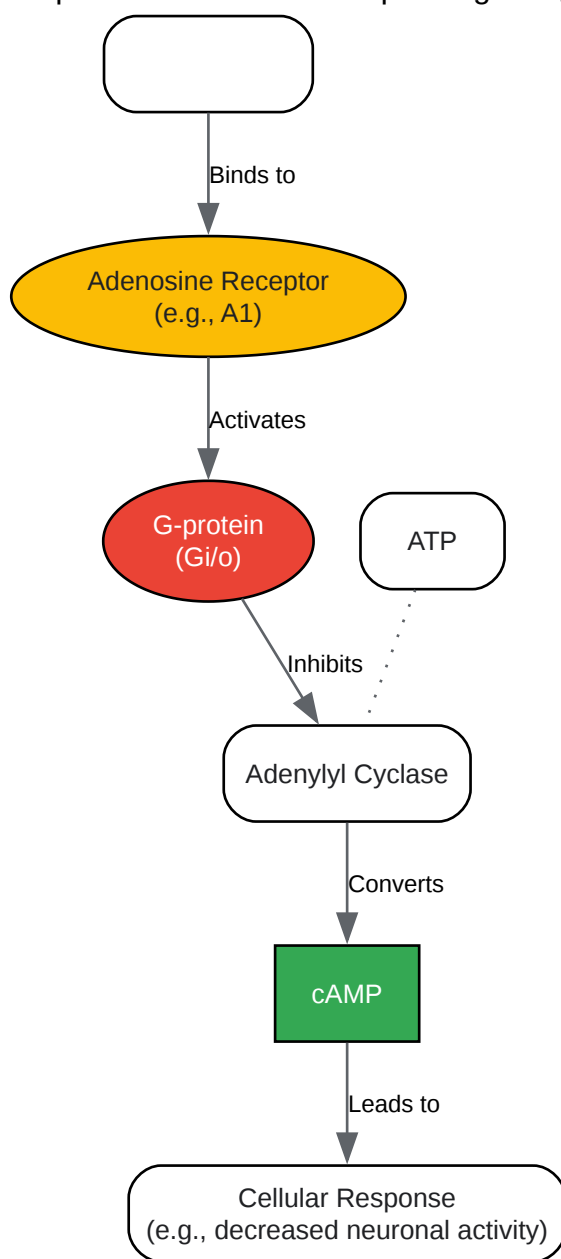 Binds to
Adenosine Receptor
(e.g., A1)
Activates
G-protein
(Gi/o)
ATP
Inhibits
Adenylyl Cyclase
Converts
cAMP
Leads to
Cellular Response
(e.g., decreased neuronal activity)